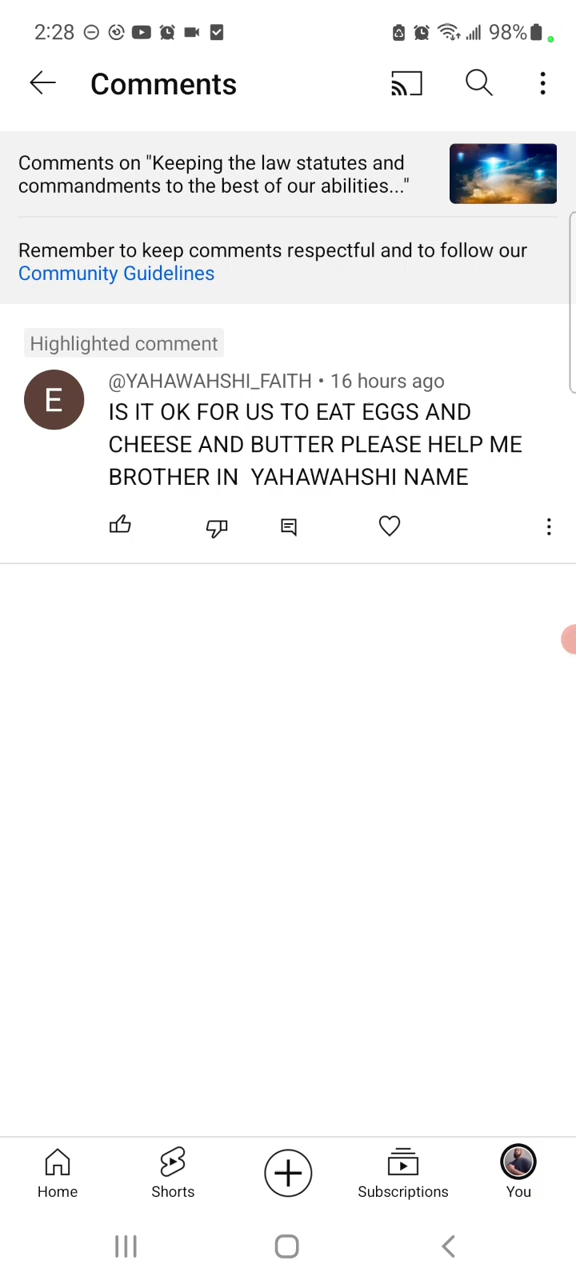 2:28
98%
Comments
Comments on "Keeping the law statutes and
commandments to the best of our abilities..."
Remember to keep comments respectful and to follow our
Community Guidelines
Highlighted comment
E
@YAHAWAHSHI_FAITH • 16 hours ago
IS IT OK FOR US TO EAT EGGS AND
CHEESE AND BUTTER PLEASE HELP ME
BROTHER IN  YAHAWAHSHI NAME
Home
Shorts
Subscriptions
You